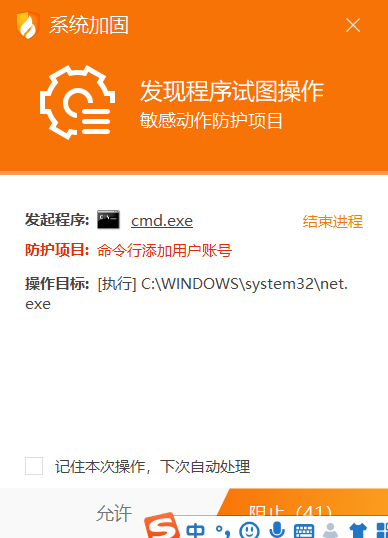 系统加固
发现程序试图操作
敏感动作防护项目
发起程序: cmd.exe 结束进程
防护项目: 命令行添加用户账号
操作目标: [执行] C:\WINDOWS\system32\net.
exe
记住本次操作，下次自动处理
允许 阻止（41）
S 中